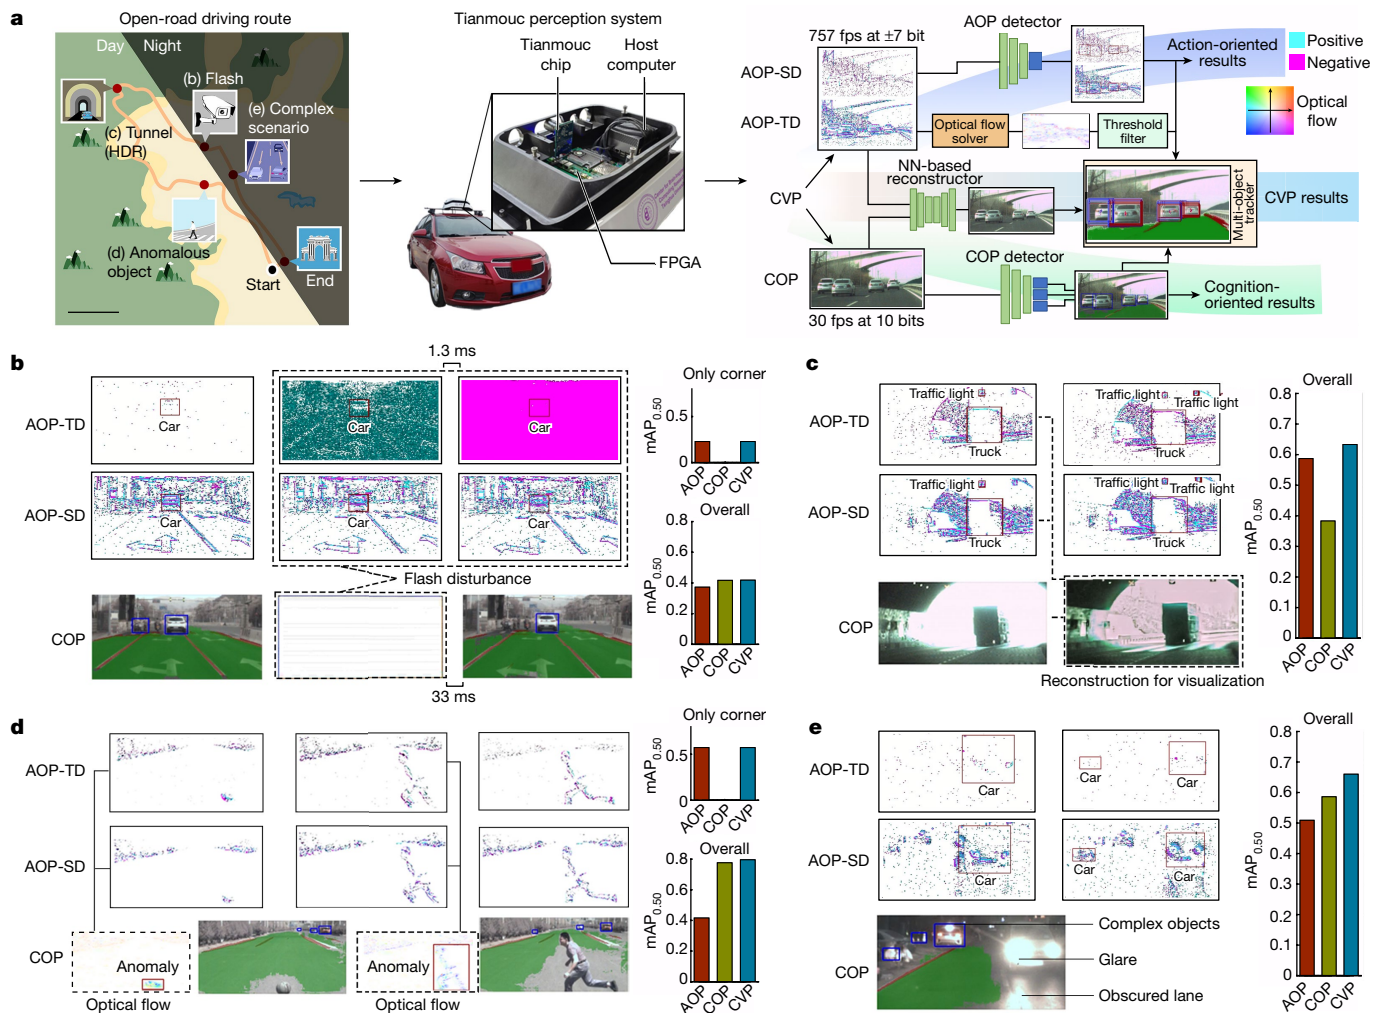 a
Open-road driving route
Day
Night
(b) Flash
(e) Complex
scenario
(c) Tunnel
(HDR)
(d) Anomalous
object
Start
End
Tianmouc perception system
Tianmouc
chip
Host
computer
FPGA
757 fps at ±7 bit
AOP-SD
AOP-TD
CVP
COP
30 fps at 10 bits
AOP detector
Action-oriented
results
Positive
Negative
Optical
flow
Optical flow
solver
Threshold
filter
NN-based
reconstructor
Multi-object
tracker
CVP results
COP detector
Cognition-
oriented results
b
1.3 ms
AOP-TD
Car
Car
Car
AOP-SD
Car
Car
Car
Flash disturbance
COP
33 ms
Only corner
mAP0.50
0.5
0
AOP
COP
CVP
Overall
mAP0.50
0.8
0.6
0.4
0.2
0
AOP
COP
CVP
c
AOP-TD
Traffic light
Truck
Traffic light
Traffic light
Truck
AOP-SD
Traffic light
Truck
Traffic light
Traffic light
Truck
COP
Reconstruction for visualization
Overall
mAP0.50
0.8
0.7
0.6
0.5
0.4
0.3
0.2
0.1
0
AOP
COP
CVP
d
AOP-TD
AOP-SD
COP
Anomaly
Optical flow
Anomaly
Optical flow
Only corner
mAP0.50
0.5
0
AOP
COP
CVP
Overall
mAP0.50
0.8
0.6
0.4
0.2
0
AOP
COP
CVP
e
AOP-TD
Car
Car
Car
AOP-SD
Car
Car
Car
COP
Complex objects
Glare
Obscured lane
Overall
mAP0.50
0.8
0.7
0.6
0.5
0.4
0.3
0.2
0.1
0
AOP
COP
CVP